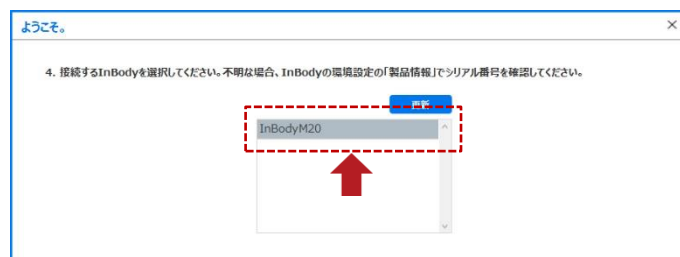 ようこそ。
4. 接続するInBodyを選択してください。不明な場合、InBodyの環境設定の「製品情報」でシリアル番号を確認してください。
更新
InBodyM20